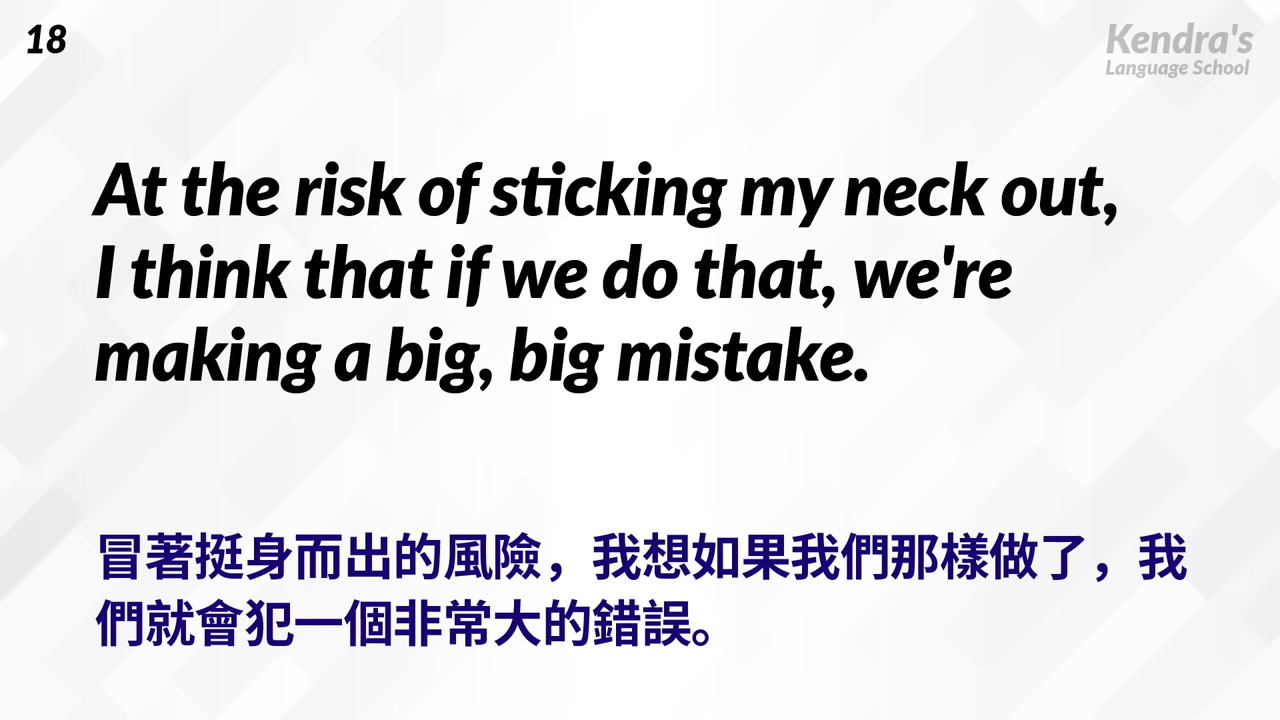 18
Kendra's
Language School
At the risk of sticking my neck out,
I think that if we do that, we're
making a big, big mistake.
冒著挺身而出的風險，我想如果我們那樣做了，我
們就會犯一個非常大的錯誤。